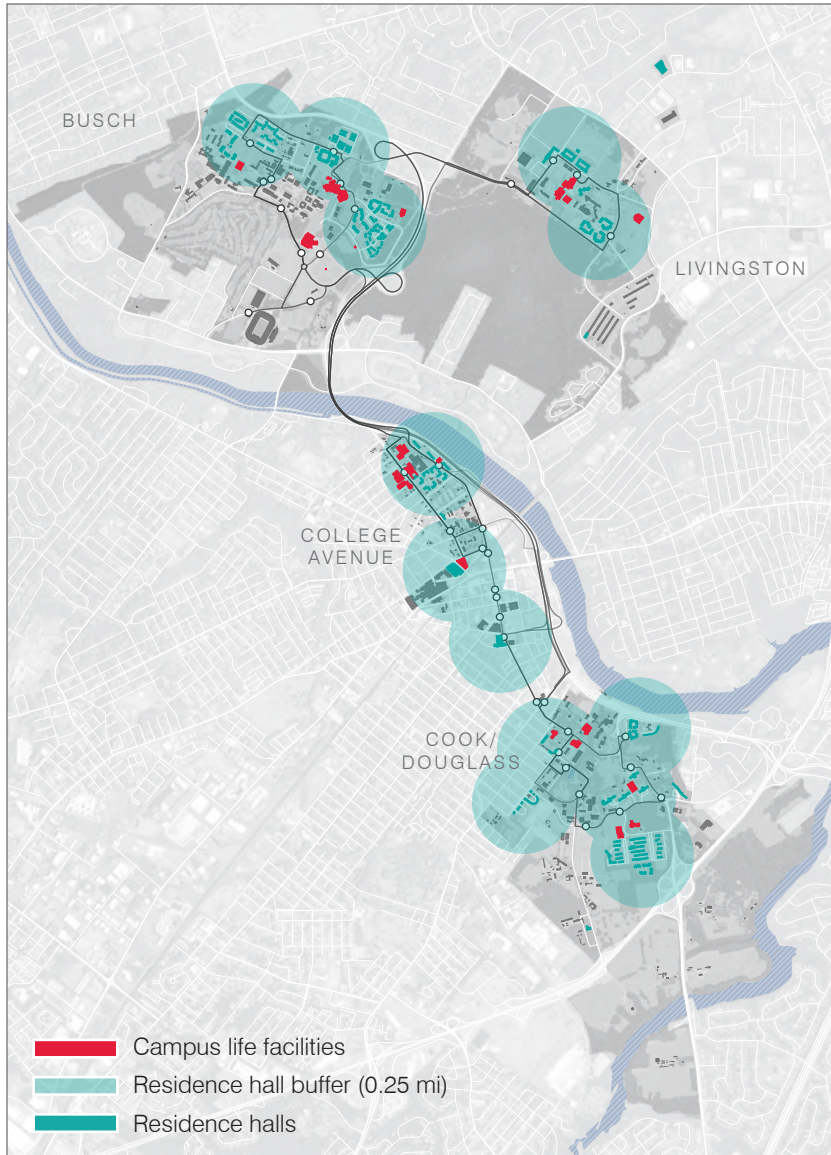 BUSCH
LIVINGSTON
COLLEGE
AVENUE
COOK/
DOUGLASS
Campus life facilities
Residence hall buffer (0.25 mi)
Residence halls